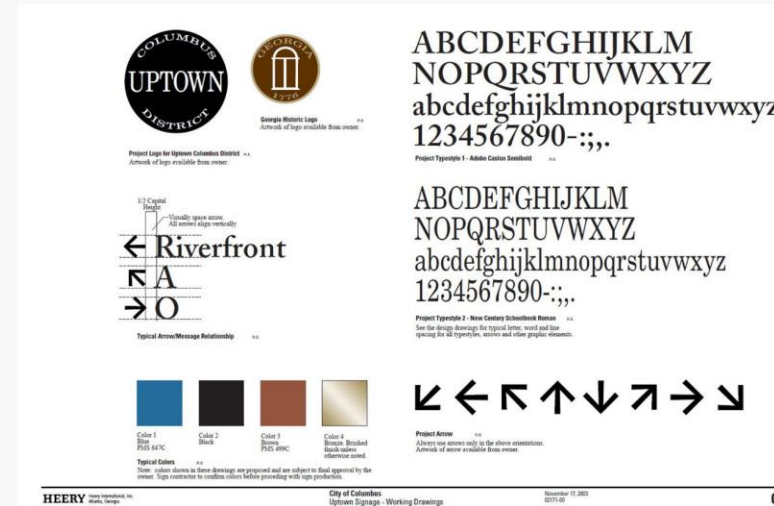 COLUMBUS
UPTOWN
DISTRICT
Project Logo for Uptown Columbus District n.s.
Artwork of logo available from owner.
GEORGIA
1776
Georgia Historic Logo n.s.
Artwork of logo available from owner.
1/2 Capital
Height
Visually space arrow.
All arrows align vertically
← Riverfront
↖ A
→ O
Typical Arrow/Message Relationship n.s.
Color 1
Blue
PMS 647C
Color 2
Black
Color 3
Brown
PMS 499C
Color 4
Bronze. Brushed
finish unless
otherwise noted.
Typical Colors n.s.
Note: colors shown in these drawings are proposed and are subject to final approval by the
owner. Sign contractor to confirm colors before proceding with sign production.
ABCDEFGHIJKLM
NOPQRSTUVWXYZ
abcdefghijklmnopqrstuvwxyz
1234567890-:;,.
Project Typestyle 1 - Adobe Caslon Semibold n.s.
ABCDEFGHIJKLM
NOPQRSTUVWXYZ
abcdefghijklmnopqrstuvwxyz
1234567890-:;,.
Project Typestyle 2 - New Century Schoolbook Roman n.s.
See the design drawings for typical letter, word and line
spacing for all typestyles, arrows and other graphic elements.
↙ ← ↖ ↑ ↓ ↗ → ↘
Project Arrow n.s.
Always use arrows only in the above orientations.
Artwork of arrow available from owner.
HEERY Heery International, Inc.
Atlanta, Georgia
City of Columbus
Uptown Signage - Working Drawings
November 17, 2003
02171-00